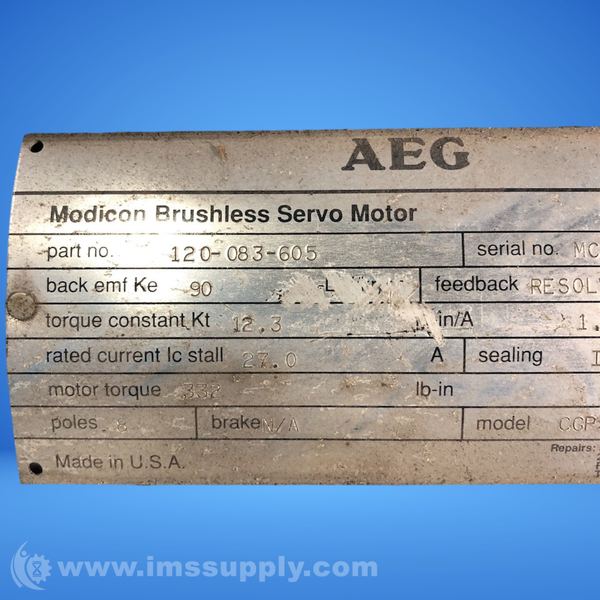 AEG
Modicon Brushless Servo Motor
part no. 120-083-605 serial no. MC
back emf Ke 90 feedback RESOL
torque constant Kt 12.3 in/A 1.
rated current Ic stall 27.0 A sealing I
motor torque 332 lb-in
poles 8 brake N/A model
Repairs:
Made in U.S.A.
www.imssupply.com